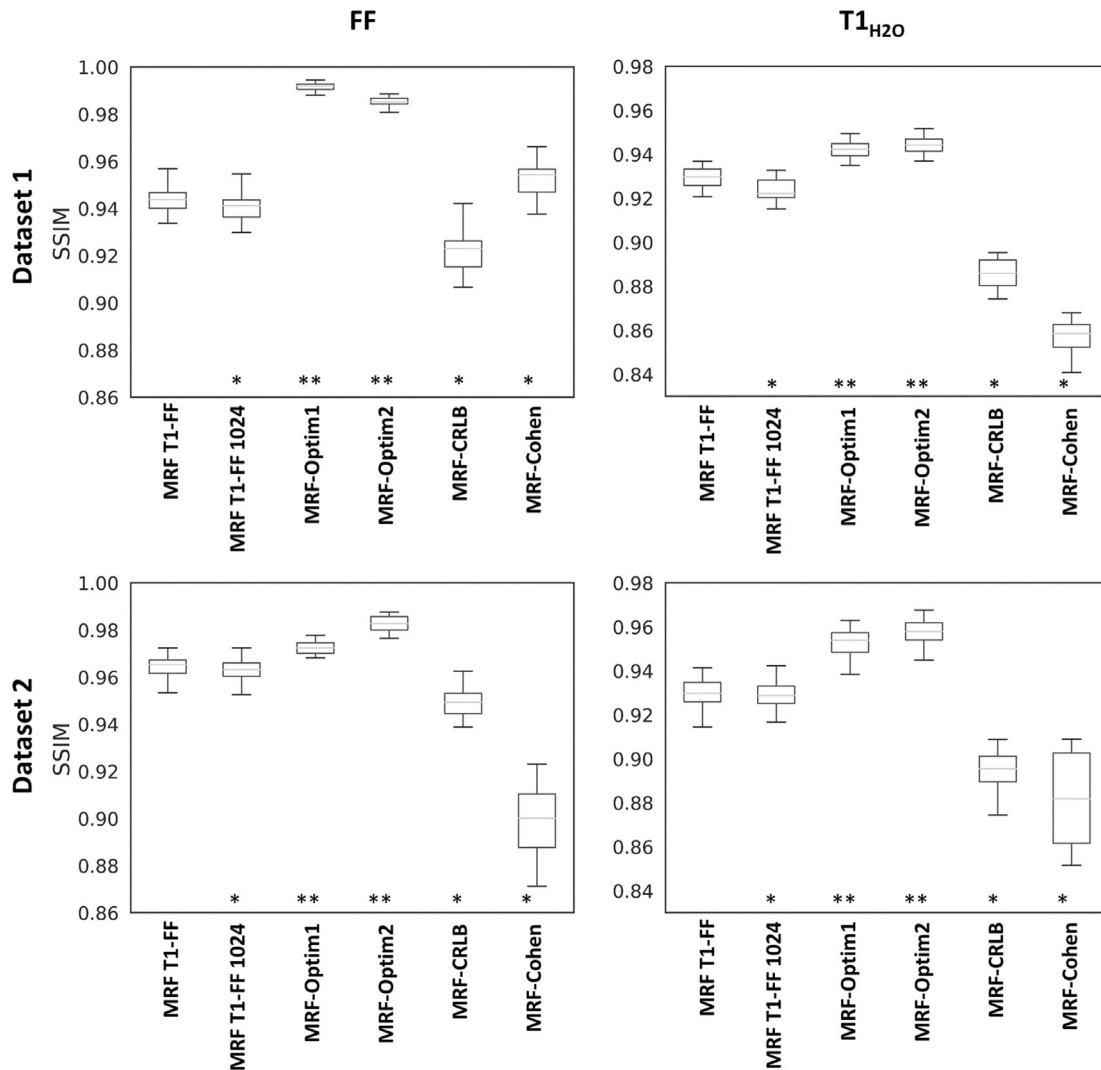 FF
T1H2O
Dataset 1
SSIM
1.00
0.98
0.96
0.94
0.92
0.90
0.88
0.86
* ** ** * *
MRF T1-FF
MRF T1-FF 1024
MRF-Optim1
MRF-Optim2
MRF-CRLB
MRF-Cohen
0.98
0.96
0.94
0.92
0.90
0.88
0.86
0.84
* ** ** * *
MRF T1-FF
MRF T1-FF 1024
MRF-Optim1
MRF-Optim2
MRF-CRLB
MRF-Cohen
Dataset 2
SSIM
1.00
0.98
0.96
0.94
0.92
0.90
0.88
0.86
* ** ** * *
MRF T1-FF
MRF T1-FF 1024
MRF-Optim1
MRF-Optim2
MRF-CRLB
MRF-Cohen
0.98
0.96
0.94
0.92
0.90
0.88
0.86
0.84
* ** ** * *
MRF T1-FF
MRF T1-FF 1024
MRF-Optim1
MRF-Optim2
MRF-CRLB
MRF-Cohen